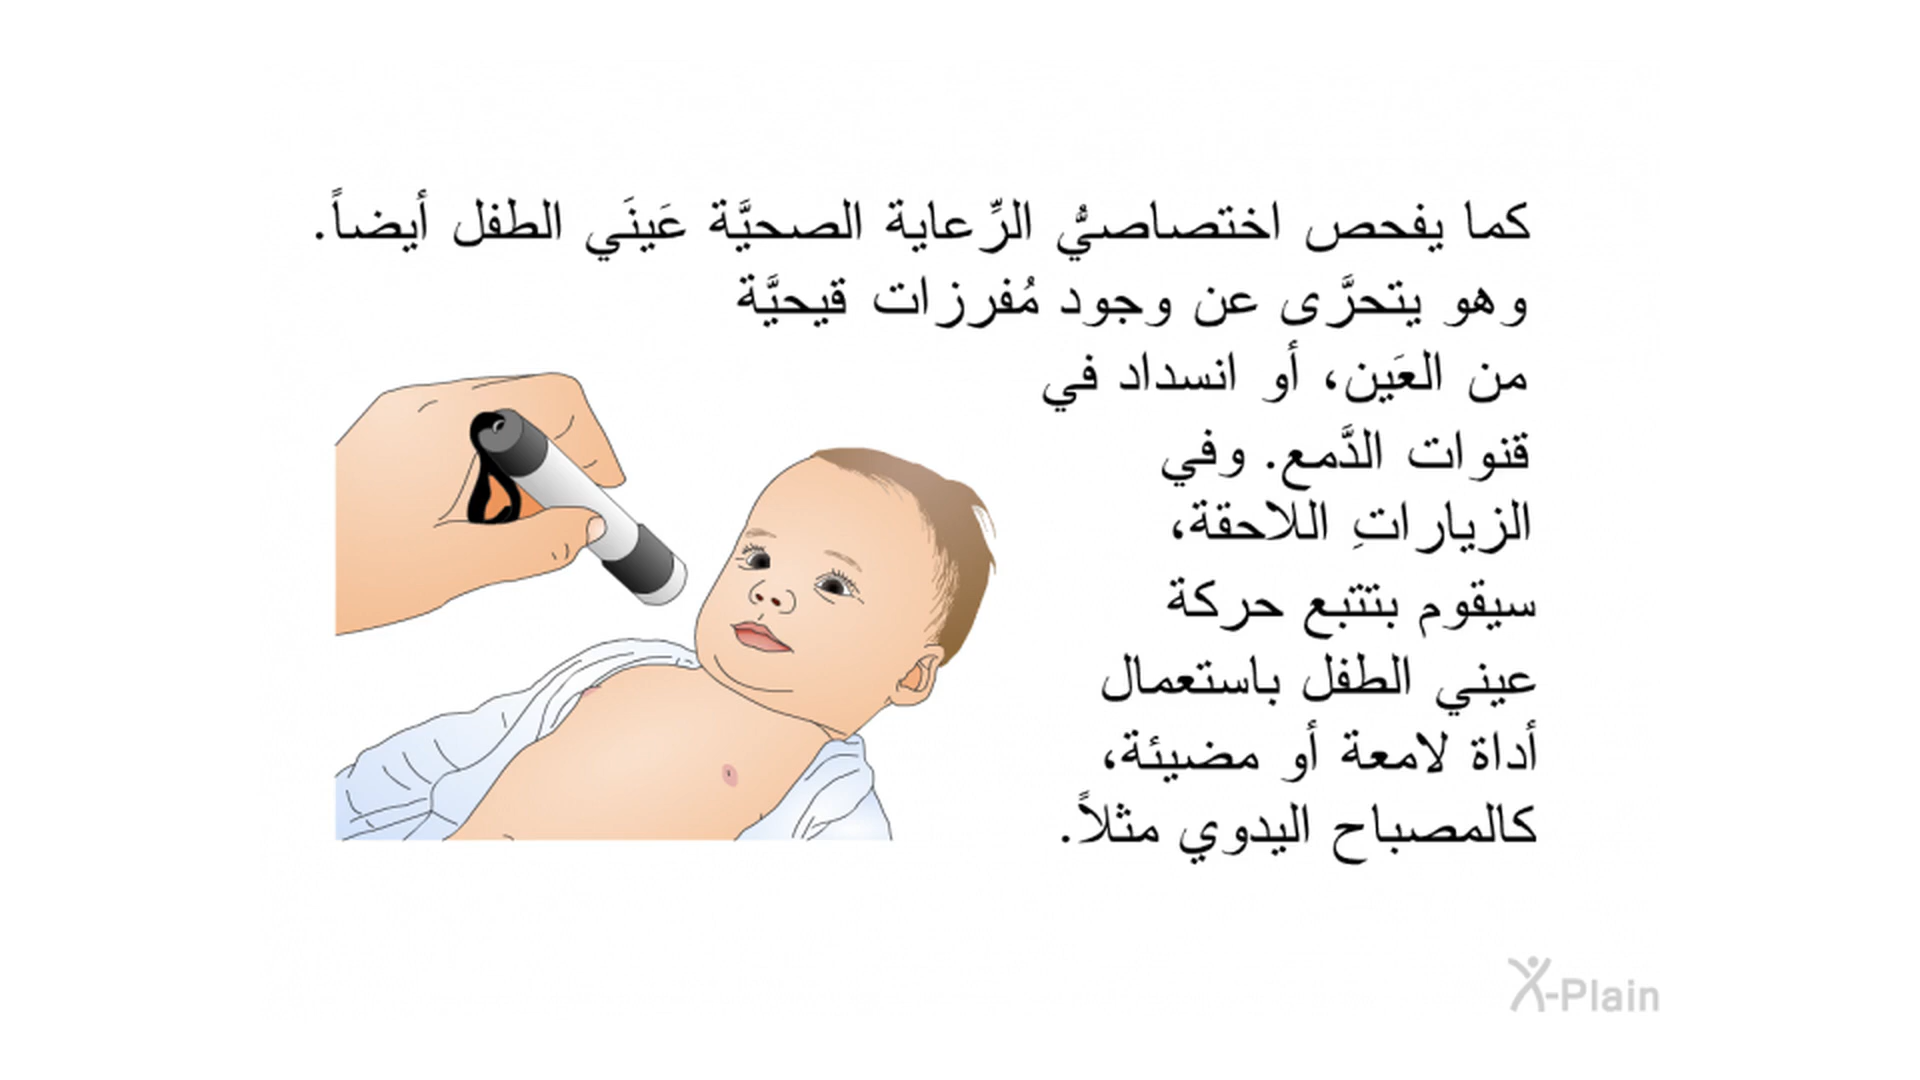 كما يفحص اختصاصيُّ الرِّعاية الصحيَّة عَينَي الطفل أيضاً.
وهو يتحرَّى عن وجود مُفرزات قيحيَّة
من العَين، أو انسداد في
قنوات الدَّمع. وفي
الزياراتِ اللاحقة،
سيقوم بتتبع حركة
عيني الطفل باستعمال
أداة لامعة أو مضيئة،
كالمصباح اليدوي مثلاً.
X-Plain